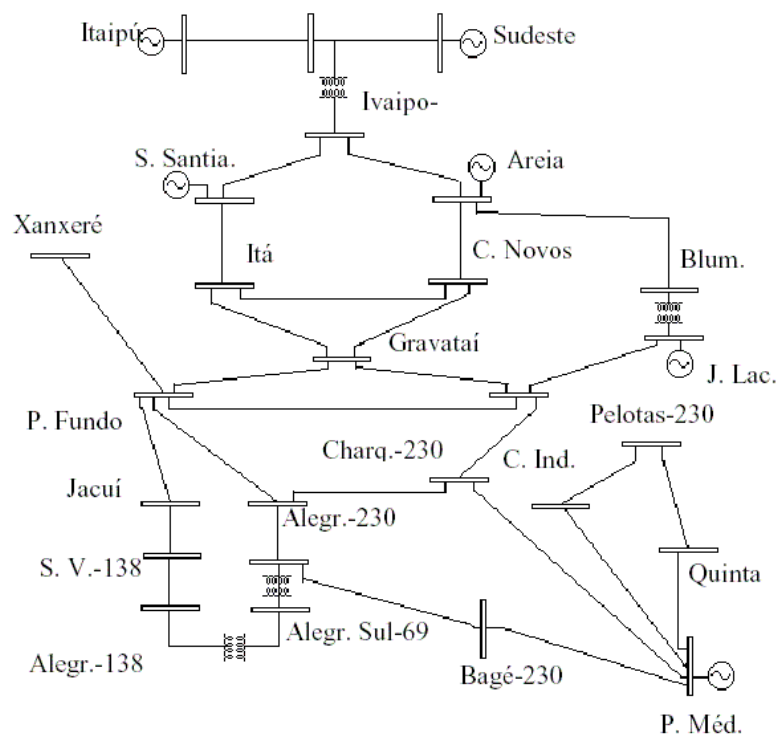 Itaipú
Sudeste
Ivaipo-
S. Santia.
Areia
Xanxeré
Itá
C. Novos
Blum.
Gravataí
J. Lac.
P. Fundo
Pelotas-230
Charq.-230
C. Ind.
Jacuí
Alegr.-230
S. V.-138
Quinta
Alegr. Sul-69
Alegr.-138
Bagé-230
P. Méd.